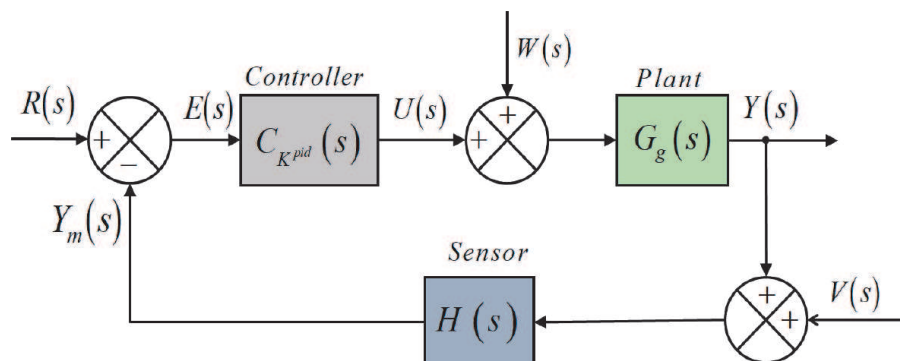 Controller
W(s)
Plant
R(s)
E(s)
U(s)
Y(s)
+
−
C_{K^{pid}}(s)
+
+
G_g(s)
Y_m(s)
Sensor
H(s)
+
+
V(s)